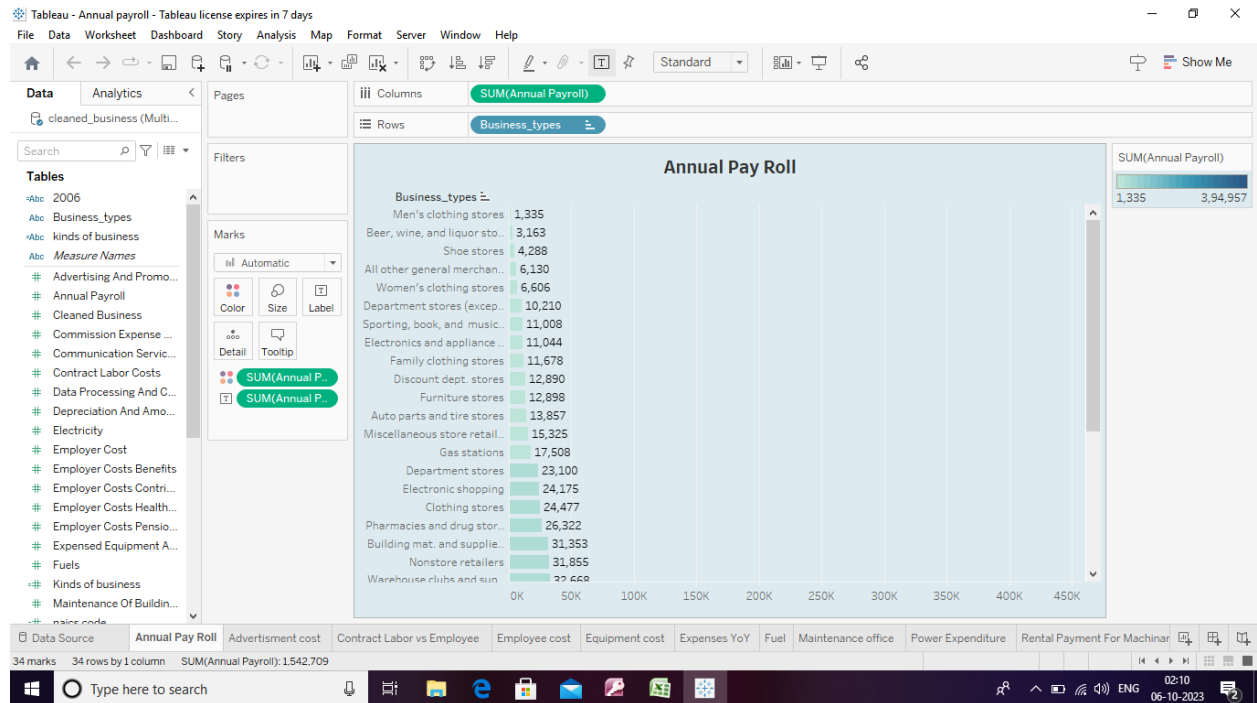 Tableau - Annual payroll - Tableau license expires in 7 days
File Data Worksheet Dashboard Story Analysis Map Format Server Window Help
Standard
Show Me
Data Analytics
cleaned_business (Multi...
Search
Tables
Abc 2006
Abc Business_types
Abc kinds of business
Abc Measure Names
# Advertising And Promo...
# Annual Payroll
# Cleaned Business
# Commission Expense ...
# Communication Servic...
# Contract Labor Costs
# Data Processing And C...
# Depreciation And Amo...
# Electricity
# Employer Cost
# Employer Costs Benefits
# Employer Costs Contri...
# Employer Costs Health...
# Employer Costs Pensio...
# Expensed Equipment A...
# Fuels
# Kinds of business
# Maintenance Of Buildin...
# naics code
Pages
Filters
Marks
Automatic
Color Size Label
Detail Tooltip
SUM(Annual P..
SUM(Annual P..
Columns SUM(Annual Payroll)
Rows Business_types
Annual Pay Roll
Business_types
Men's clothing stores 1,335
Beer, wine, and liquor sto.. 3,163
Shoe stores 4,288
All other general merchan.. 6,130
Women's clothing stores 6,606
Department stores (excep.. 10,210
Sporting, book, and music.. 11,008
Electronics and appliance .. 11,044
Family clothing stores 11,678
Discount dept. stores 12,890
Furniture stores 12,898
Auto parts and tire stores 13,857
Miscellaneous store retail.. 15,325
Gas stations 17,508
Department stores 23,100
Electronic shopping 24,175
Clothing stores 24,477
Pharmacies and drug stor.. 26,322
Building mat. and supplie.. 31,353
Nonstore retailers 31,855
Warehouse clubs and sup.. 32,668
0K 50K 100K 150K 200K 250K 300K 350K 400K 450K
SUM(Annual Payroll)
1,335 3,94,957
Data Source Annual Pay Roll Advertisment cost Contract Labor vs Employee Employee cost Equipment cost Expenses YoY Fuel Maintenance office Power Expenditure Rental Payment For Machinar
34 marks 34 rows by 1 column SUM(Annual Payroll): 1,542,709
Type here to search
ENG
02:10
06-10-2023
2